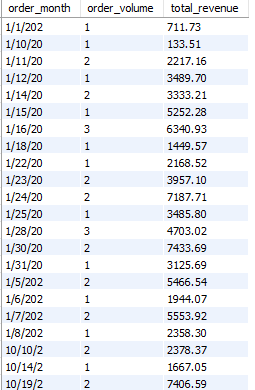 order_month order_volume total_revenue
1/1/202 1 711.73
1/10/20 1 133.51
1/11/20 2 2217.16
1/12/20 1 3489.70
1/14/20 2 3333.21
1/15/20 1 5252.28
1/16/20 3 6340.93
1/18/20 1 1449.57
1/22/20 1 2168.52
1/23/20 2 3957.10
1/24/20 2 7187.71
1/25/20 1 3485.80
1/28/20 3 4703.02
1/30/20 2 7433.69
1/31/20 1 3125.69
1/5/202 2 5466.54
1/6/202 1 1944.07
1/7/202 2 5553.92
1/8/202 1 2358.30
10/10/2 2 2378.37
10/14/2 1 1667.05
10/19/2 2 7406.59